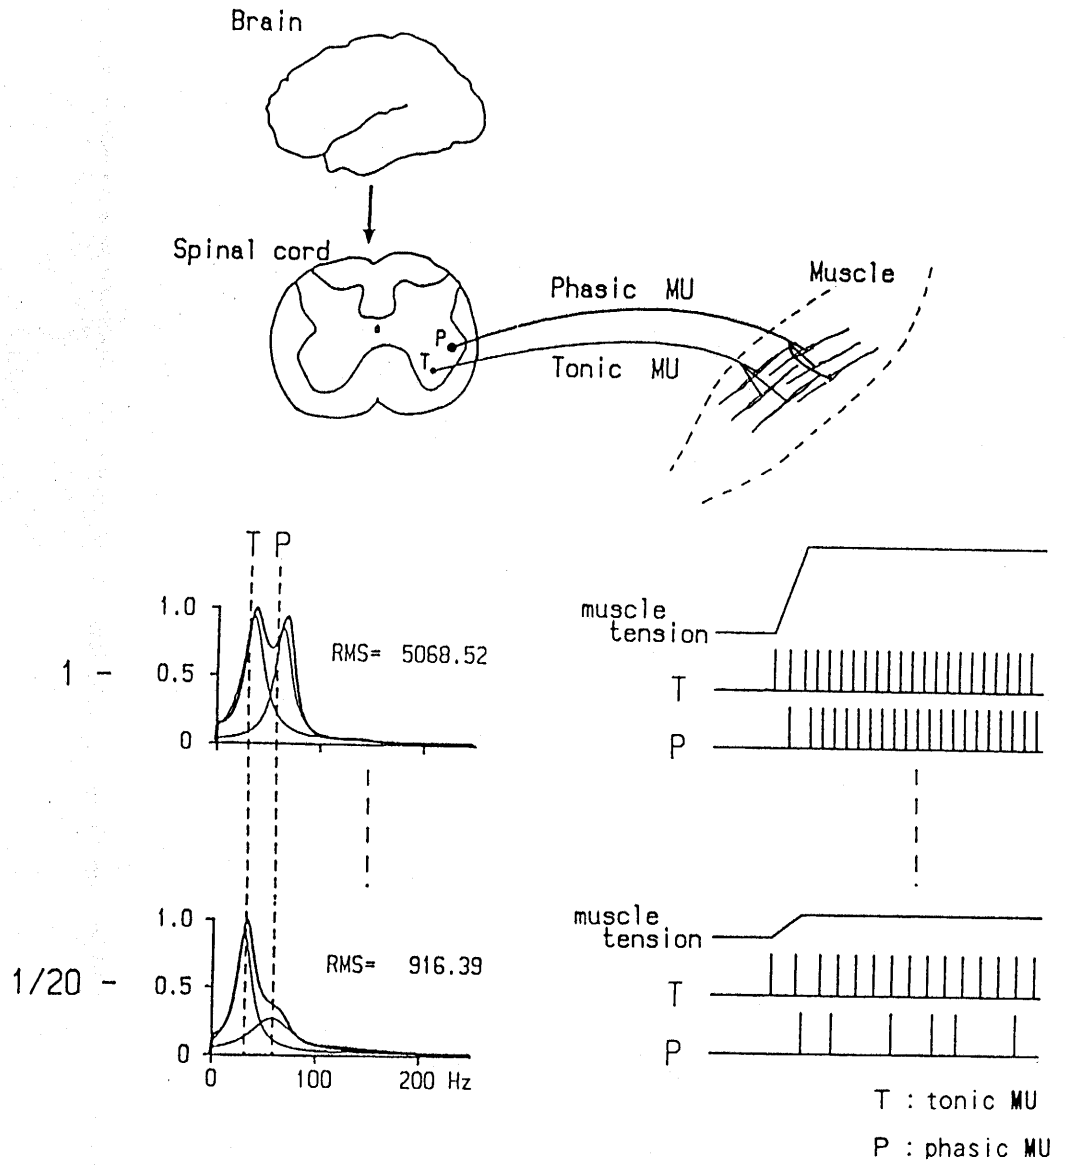 Brain
Spinal cord
Muscle
Phasic MU
P
T
Tonic MU
T P
1.0
RMS= 5068.52
1 - 0.5
0
muscle
tension
T
P
1.0
RMS= 916.39
1/20 - 0.5
0
0 100 200 Hz
muscle
tension
T
P
T : tonic MU
P : phasic MU